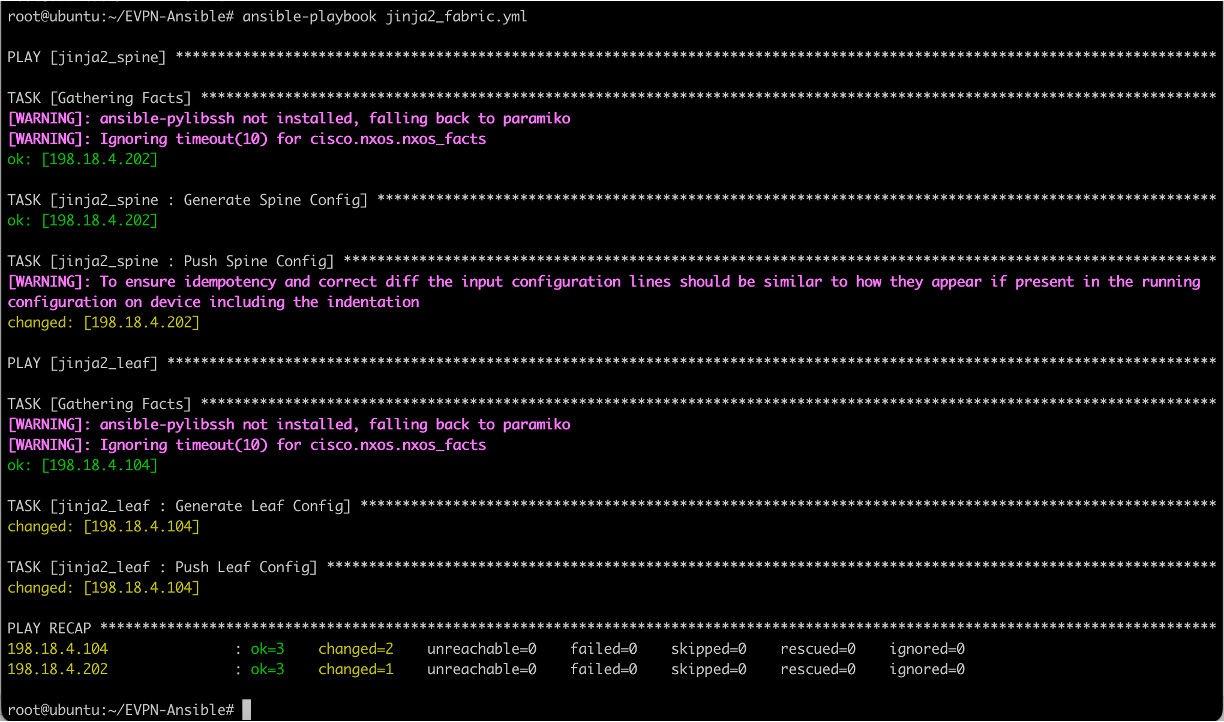 root@ubuntu:~/EVPN-Ansible# ansible-playbook jinja2_fabric.yml
PLAY [jinja2_spine] ****************************************************************************************************************************
TASK [Gathering Facts] *************************************************************************************************************************
[WARNING]: ansible-pylibssh not installed, falling back to paramiko
[WARNING]: Ignoring timeout(10) for cisco.nxos.nxos_facts
ok: [198.18.4.202]
TASK [jinja2_spine : Generate Spine Config] ****************************************************************************************************
ok: [198.18.4.202]
TASK [jinja2_spine : Push Spine Config] ********************************************************************************************************
[WARNING]: To ensure idempotency and correct diff the input configuration lines should be similar to how they appear if present in the running
configuration on device including the indentation
changed: [198.18.4.202]
PLAY [jinja2_leaf] *****************************************************************************************************************************
TASK [Gathering Facts] *************************************************************************************************************************
[WARNING]: ansible-pylibssh not installed, falling back to paramiko
[WARNING]: Ignoring timeout(10) for cisco.nxos.nxos_facts
ok: [198.18.4.104]
TASK [jinja2_leaf : Generate Leaf Config] ******************************************************************************************************
changed: [198.18.4.104]
TASK [jinja2_leaf : Push Leaf Config] **********************************************************************************************************
changed: [198.18.4.104]
PLAY RECAP *************************************************************************************************************************************
198.18.4.104               : ok=3    changed=2    unreachable=0    failed=0    skipped=0    rescued=0    ignored=0
198.18.4.202               : ok=3    changed=1    unreachable=0    failed=0    skipped=0    rescued=0    ignored=0
root@ubuntu:~/EVPN-Ansible#